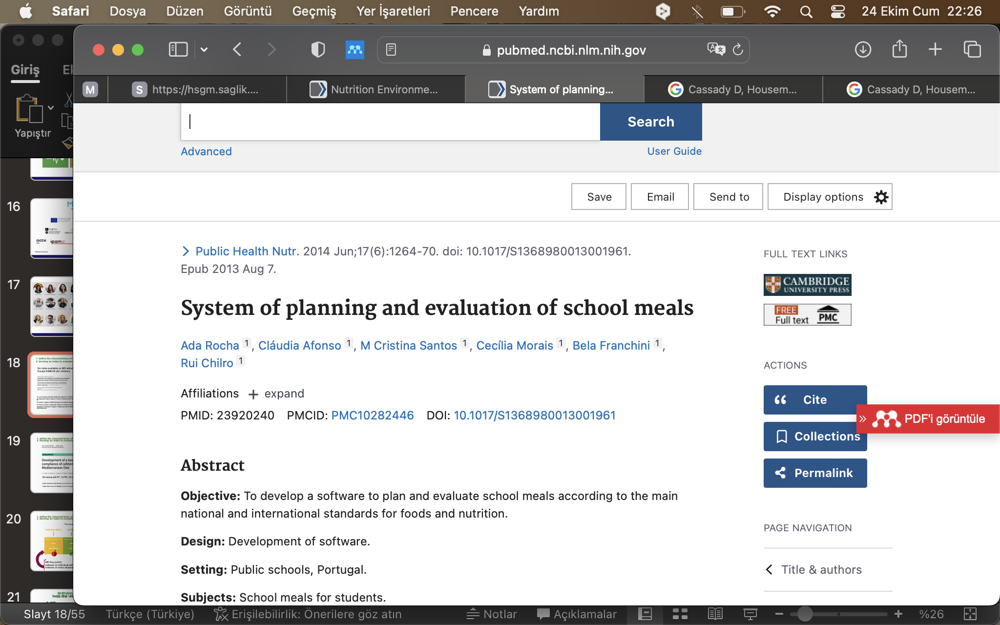 Safari Dosya Düzen Görüntü Geçmiş Yer İşaretleri Pencere Yardım 24 Ekim Cum 22:26
pubmed.ncbi.nlm.nih.gov
M
S https://hsgm.saglik....
Nutrition Environme...
System of planning...
Cassady D, Housem...
Cassady D, Housem...
Giriş
Yapıştır
Search
Advanced
User Guide
Save
Email
Send to
Display options
Public Health Nutr. 2014 Jun;17(6):1264-70. doi: 10.1017/S1368980013001961.
Epub 2013 Aug 7.
System of planning and evaluation of school meals
Ada Rocha 1, Cláudia Afonso 1, M Cristina Santos 1, Cecília Morais 1, Bela Franchini 1,
Rui Chilro 1
Affiliations + expand
PMID: 23920240 PMCID: PMC10282446 DOI: 10.1017/S1368980013001961
Abstract
Objective: To develop a software to plan and evaluate school meals according to the main
national and international standards for foods and nutrition.
Design: Development of software.
Setting: Public schools, Portugal.
Subjects: School meals for students.
FULL TEXT LINKS
CAMBRIDGE
UNIVERSITY PRESS
FREE
Full text PMC
ACTIONS
Cite
PDF'i görüntüle
Collections
Permalink
PAGE NAVIGATION
Title & authors
16
17
18
19
20
21
Slayt 18/55 Türkçe (Türkiye) Erişilebilirlik: Önerilere göz atın Notlar Açıklamalar %26